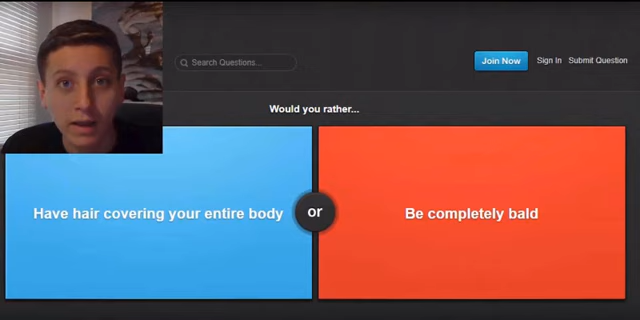 Search Questions...
Join Now
Sign In
Submit Question
Would you rather...
Have hair covering your entire body
or
Be completely bald